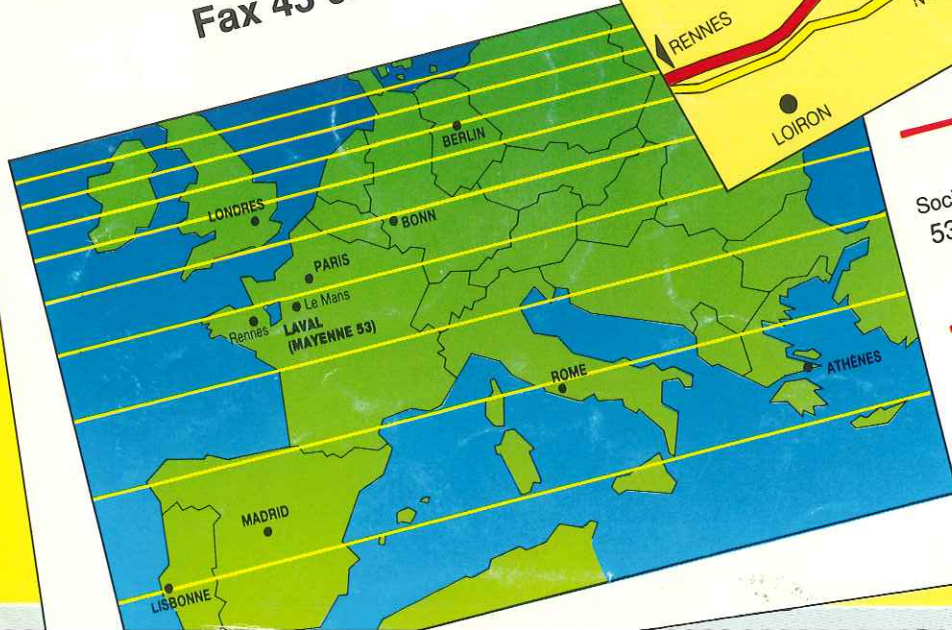 Fax 43
RENNES
LOIRON
BERLIN
LONDRES
BONN
PARIS
Le Mans
Rennes
LAVAL
(MAYENNE 53)
ROME
ATHÈNES
MADRID
LISBONNE
53